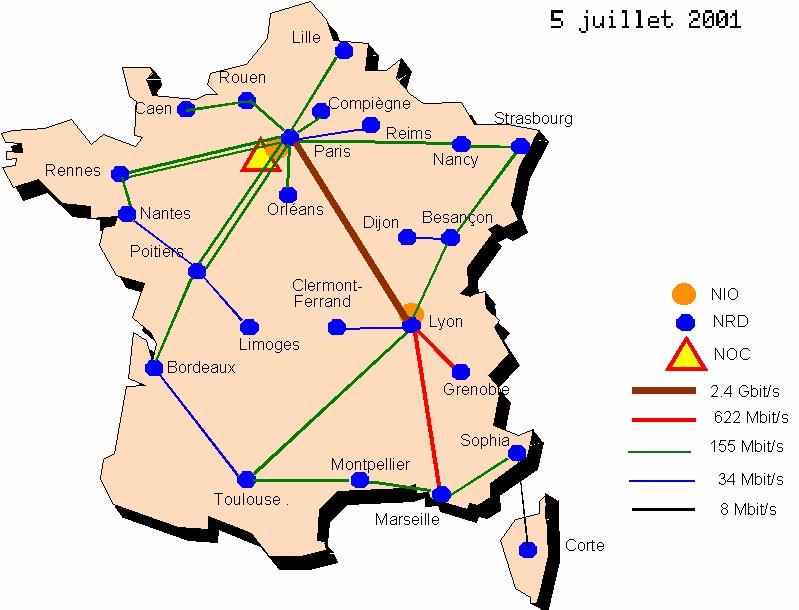 5 juillet 2001
Lille
Rouen
Caen
Compiègne
Reims
Strasbourg
Paris
Nancy
Rennes
Orléans
Nantes
Dijon
Besançon
Poitiers
Clermont-
Ferrand
Lyon
Limoges
Bordeaux
Grenoble
Sophia
Montpellier
Toulouse .
Marseille
Corte
NIO
NRD
NOC
2.4 Gbit/s
622 Mbit/s
155 Mbit/s
34 Mbit/s
8 Mbit/s